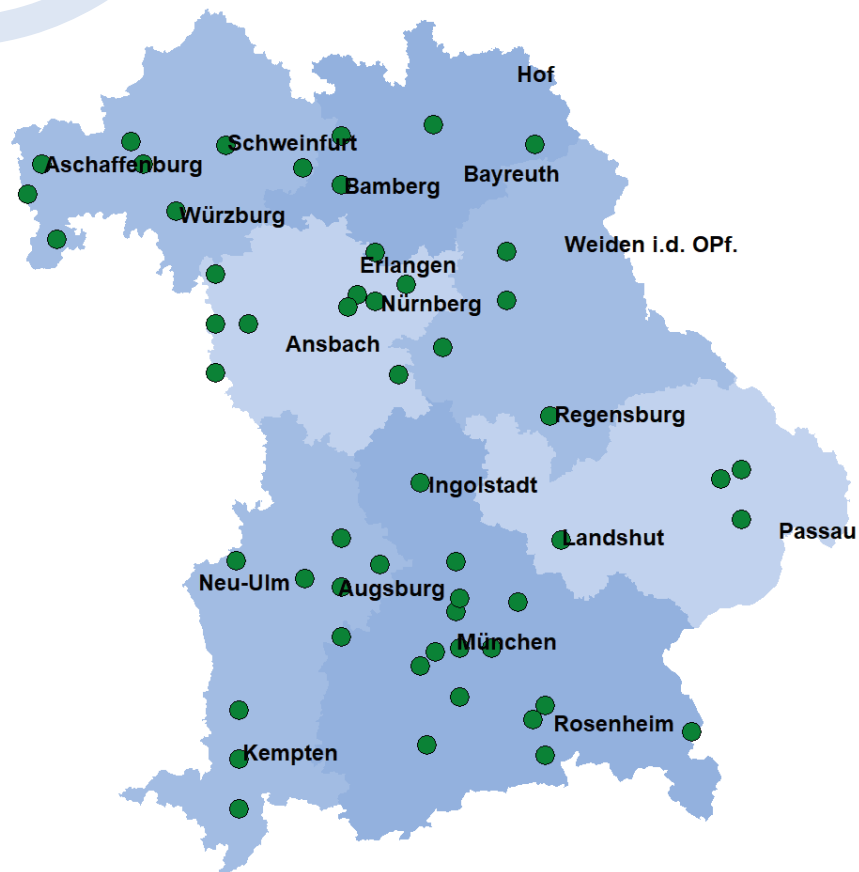 Hof
Schweinfurt
Aschaffenburg
Bayreuth
Bamberg
Würzburg
Weiden i.d. OPf.
Erlangen
Nürnberg
Ansbach
Regensburg
Ingolstadt
Passau
Landshut
Neu-Ulm
Augsburg
München
Rosenheim
Kempten